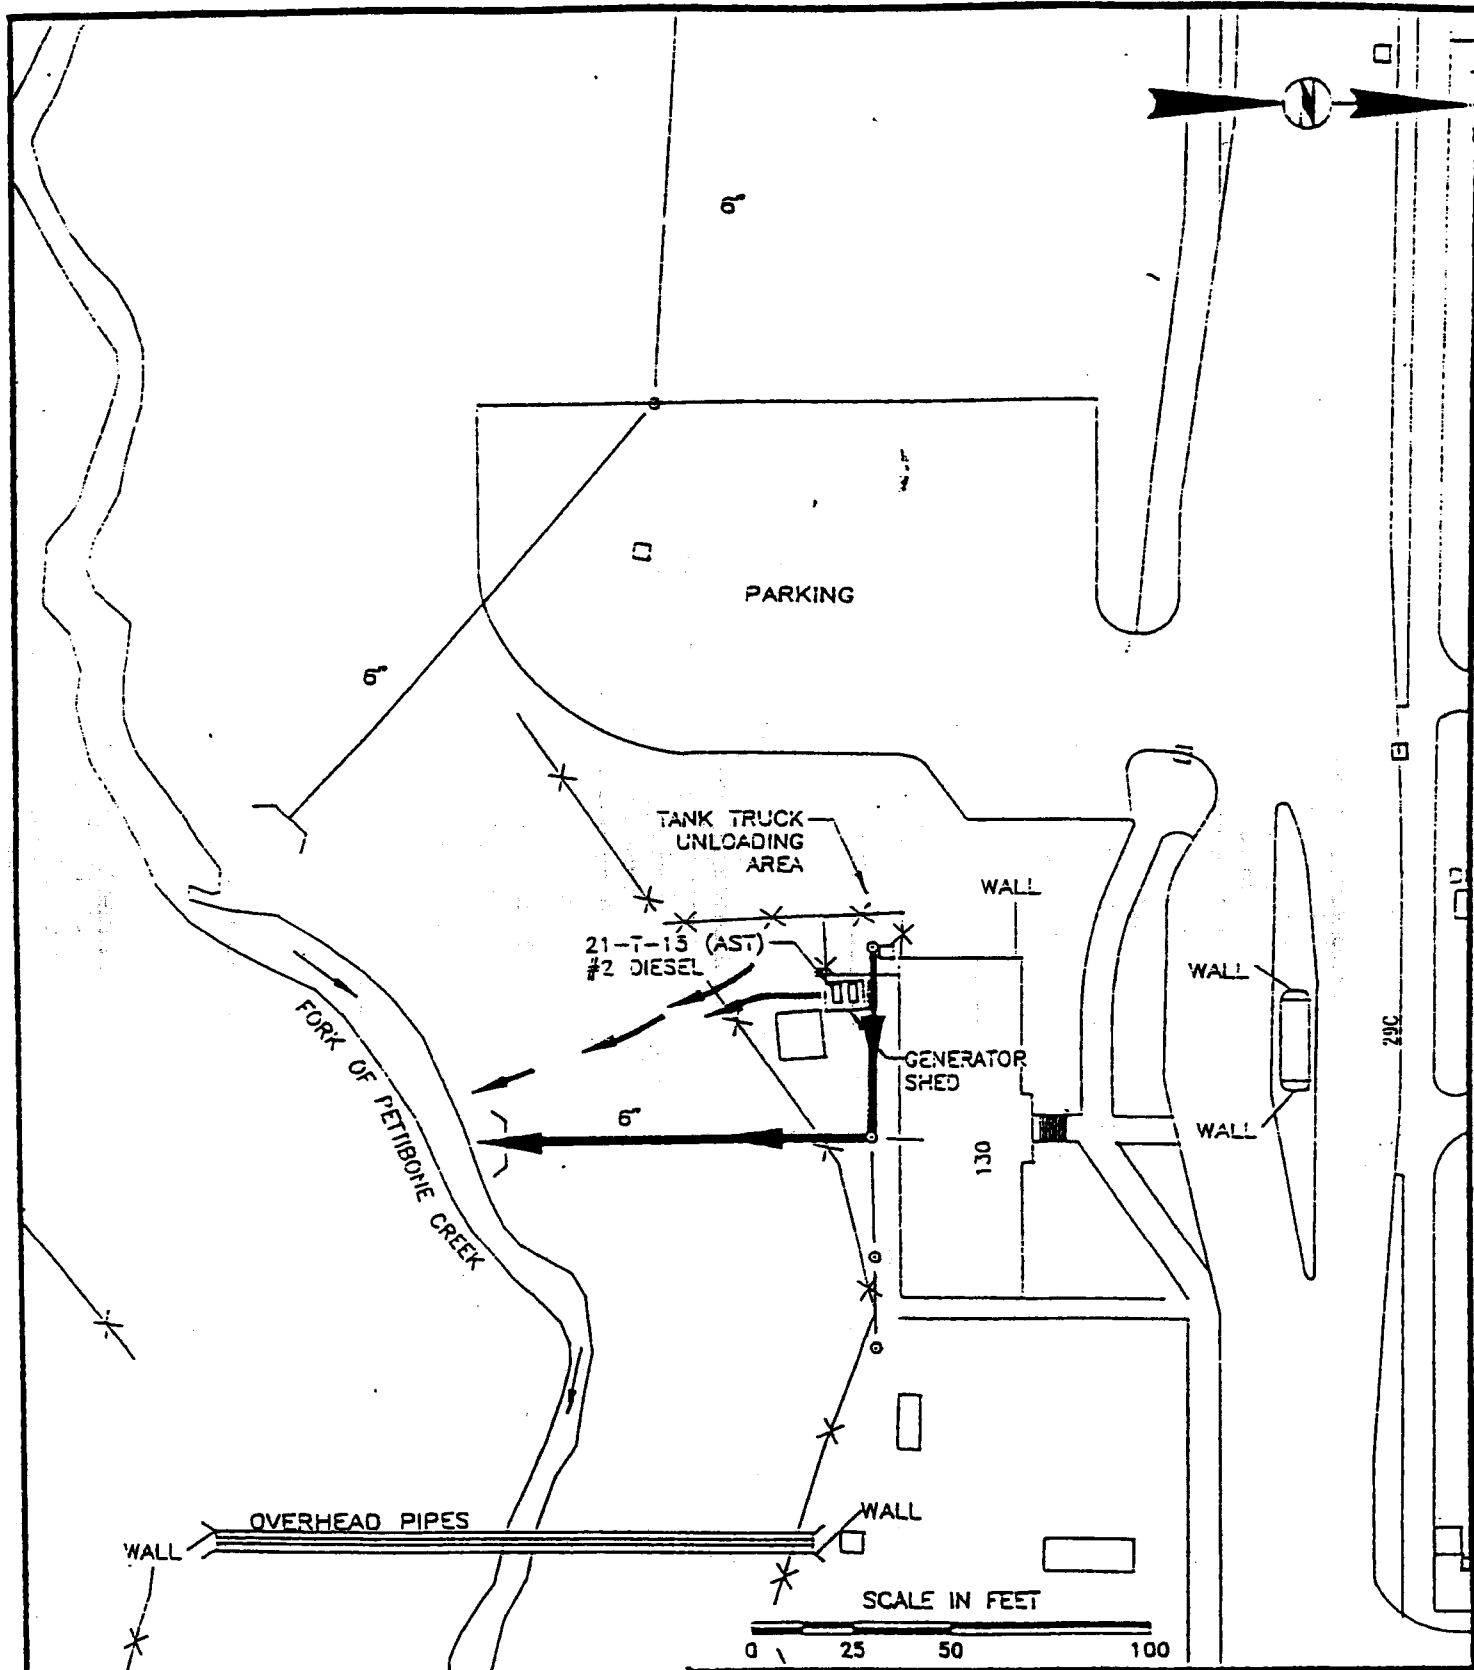 N
6"
PARKING
6"
TANK TRUCK
UNLOADING
AREA
WALL
21-T-13 (AST)
#2 DIESEL
WALL
FORK OF PETTIBONE CREEK
GENERATOR
SHED
290
6"
WALL
130
OVERHEAD PIPES
WALL
WALL
SCALE IN FEET
0 25 50 100